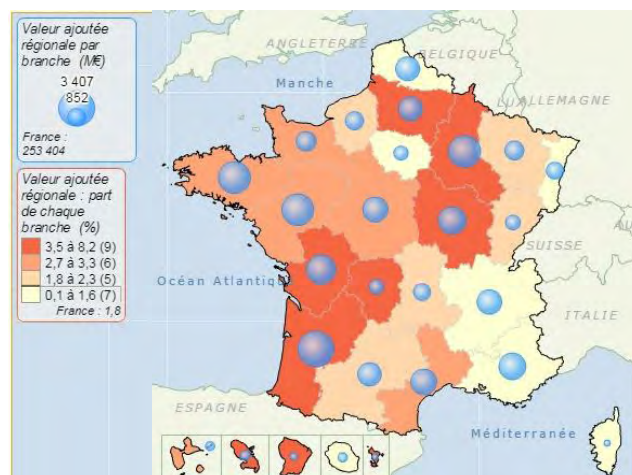 Valeur ajoutée
régionale par
branche (M€)
3 407
852
France :
253 404
Valeur ajoutée
régionale : part
de chaque
branche (%)
3,5 à 8,2 (9)
2,7 à 3,3 (6)
1,8 à 2,3 (5)
0,1 à 1,6 (7)
France : 1,8
ANGLETERRE
BELGIQUE
Manche
LUX
ALLEMAGNE
SUISSE
Océan Atlantique
ITALIE
ESPAGNE
Méditerranée